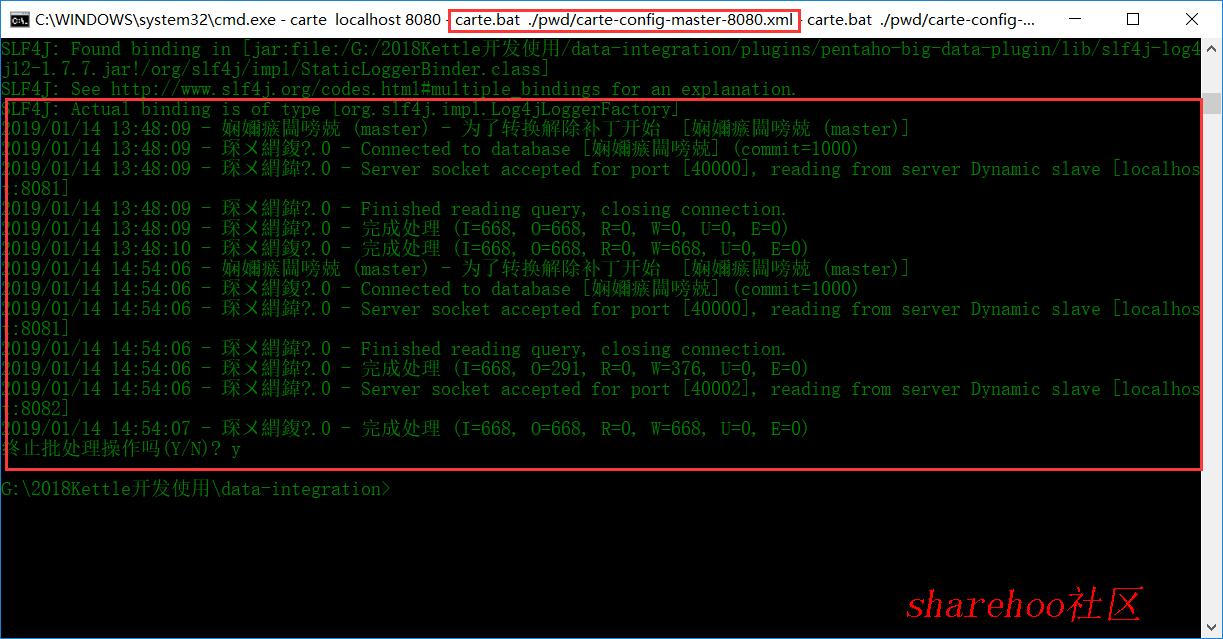 C:\WINDOWS\system32\cmd.exe - carte  localhost 8080 - carte.bat  ./pwd/carte-config-master-8080.xml - carte.bat  ./pwd/carte-config-...
SLF4J: Found binding in [jar:file:/G:/2018Kettle开发使用/data-integration/plugins/pentaho-big-data-plugin/lib/slf4j-log4
j12-1.7.7.jar!/org/slf4j/impl/StaticLoggerBinder.class]
SLF4J: See http://www.slf4j.org/codes.html#multiple_bindings for an explanation.
SLF4J: Actual binding is of type [org.slf4j.impl.Log4jLoggerFactory]
2019/01/14 13:48:09 - 娴嬭瘯闆嗙兢 (master) - 为了转换解除补丁开始  [娴嬭瘯闆嗙兢 (master)]
2019/01/14 13:48:09 - 琛ㄨ緭鍑?.0 - Connected to database [娴嬭瘯闆嗙兢] (commit=1000)
2019/01/14 13:48:09 - 琛ㄨ緭鍏?.0 - Server socket accepted for port [40000], reading from server Dynamic slave [localhos
t:8081]
2019/01/14 13:48:09 - 琛ㄨ緭鍏?.0 - Finished reading query, closing connection.
2019/01/14 13:48:09 - 琛ㄨ緭鍏?.0 - 完成处理 (I=668, O=668, R=0, W=0, U=0, E=0)
2019/01/14 13:48:10 - 琛ㄨ緭鍑?.0 - 完成处理 (I=668, O=668, R=0, W=668, U=0, E=0)
2019/01/14 14:54:06 - 娴嬭瘯闆嗙兢 (master) - 为了转换解除补丁开始  [娴嬭瘯闆嗙兢 (master)]
2019/01/14 14:54:06 - 琛ㄨ緭鍑?.0 - Connected to database [娴嬭瘯闆嗙兢] (commit=1000)
2019/01/14 14:54:06 - 琛ㄨ緭鍏?.0 - Server socket accepted for port [40000], reading from server Dynamic slave [localhos
t:8081]
2019/01/14 14:54:06 - 琛ㄨ緭鍏?.0 - Finished reading query, closing connection.
2019/01/14 14:54:06 - 琛ㄨ緭鍏?.0 - 完成处理 (I=668, O=291, R=0, W=376, U=0, E=0)
2019/01/14 14:54:06 - 琛ㄨ緭鍑?.0 - Server socket accepted for port [40002], reading from server Dynamic slave [localhos
t:8082]
2019/01/14 14:54:07 - 琛ㄨ緭鍑?.0 - 完成处理 (I=668, O=668, R=0, W=668, U=0, E=0)
终止批处理操作吗(Y/N)? y
G:\2018Kettle开发使用\data-integration>
sharehoo社区